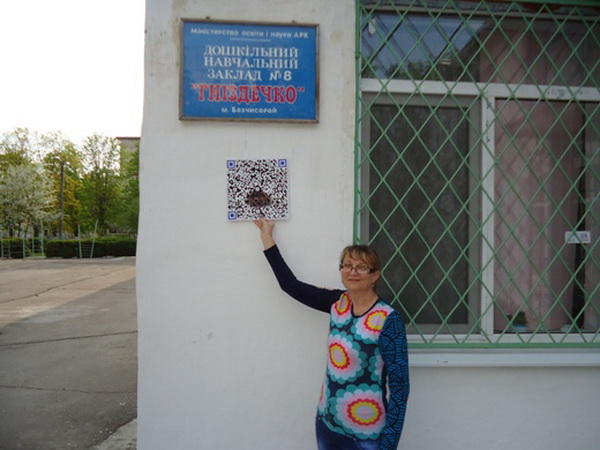 Міністерство освіти і науки АРК
ДОШКІЛЬНИЙ
НАВЧАЛЬНИЙ
ЗАКЛАД №8
"ГНІЗДЕЧКО"
м. Бахчисарай